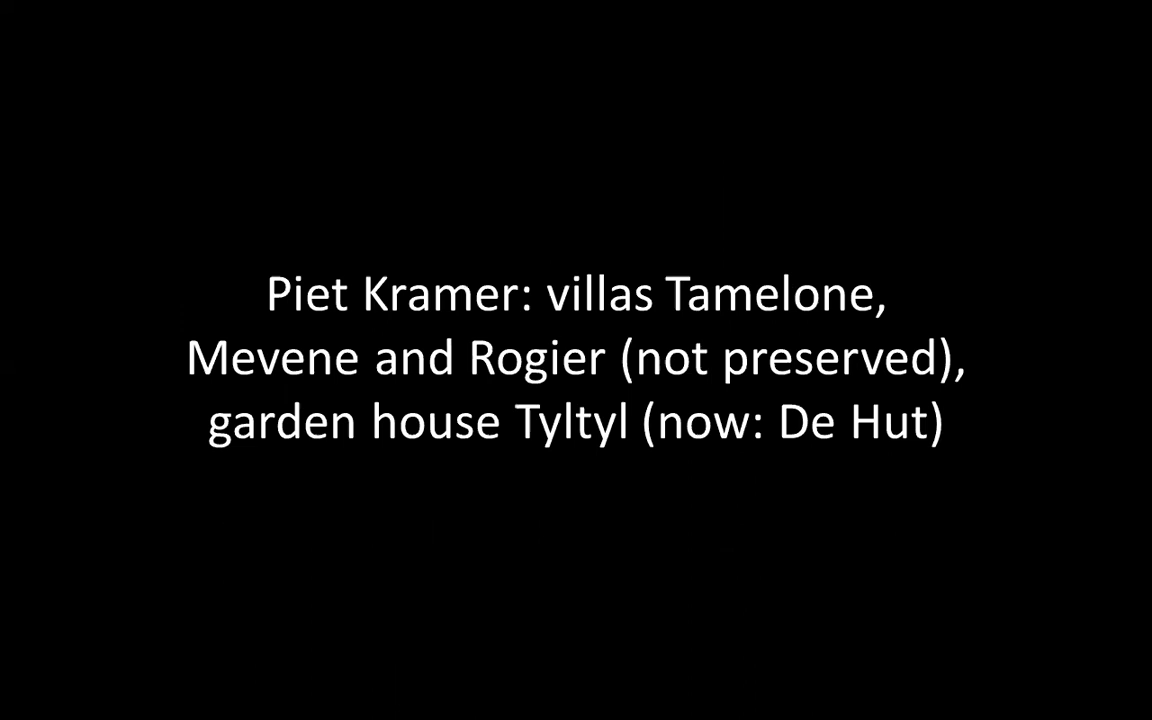 Piet Kramer: villas Tamelone,
Mevene and Rogier (not preserved),
garden house Tyltyl (now: De Hut)